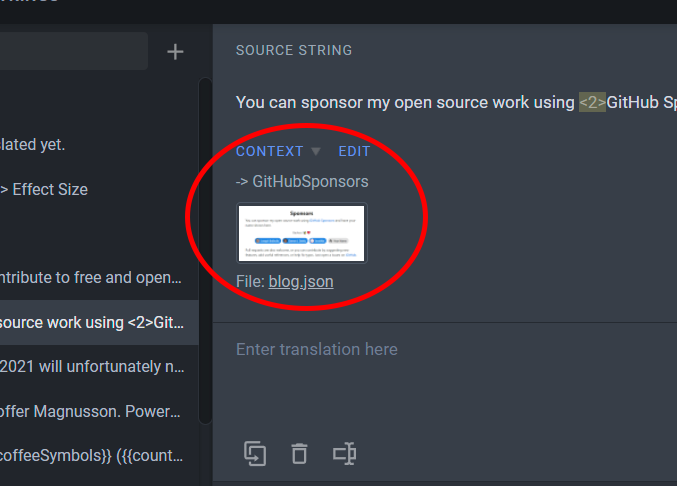 SOURCE STRING
You can sponsor my open source work using <2>GitHub Sp
CONTEXT EDIT
-> GitHubSponsors
Sponsors
File: blog.json
Enter translation here
lated yet.
> Effect Size
ntribute to free and open...
source work using <2>Git...
2021 will unfortunately n...
offer Magnusson. Power...
coffeeSymbols}} ({{count...